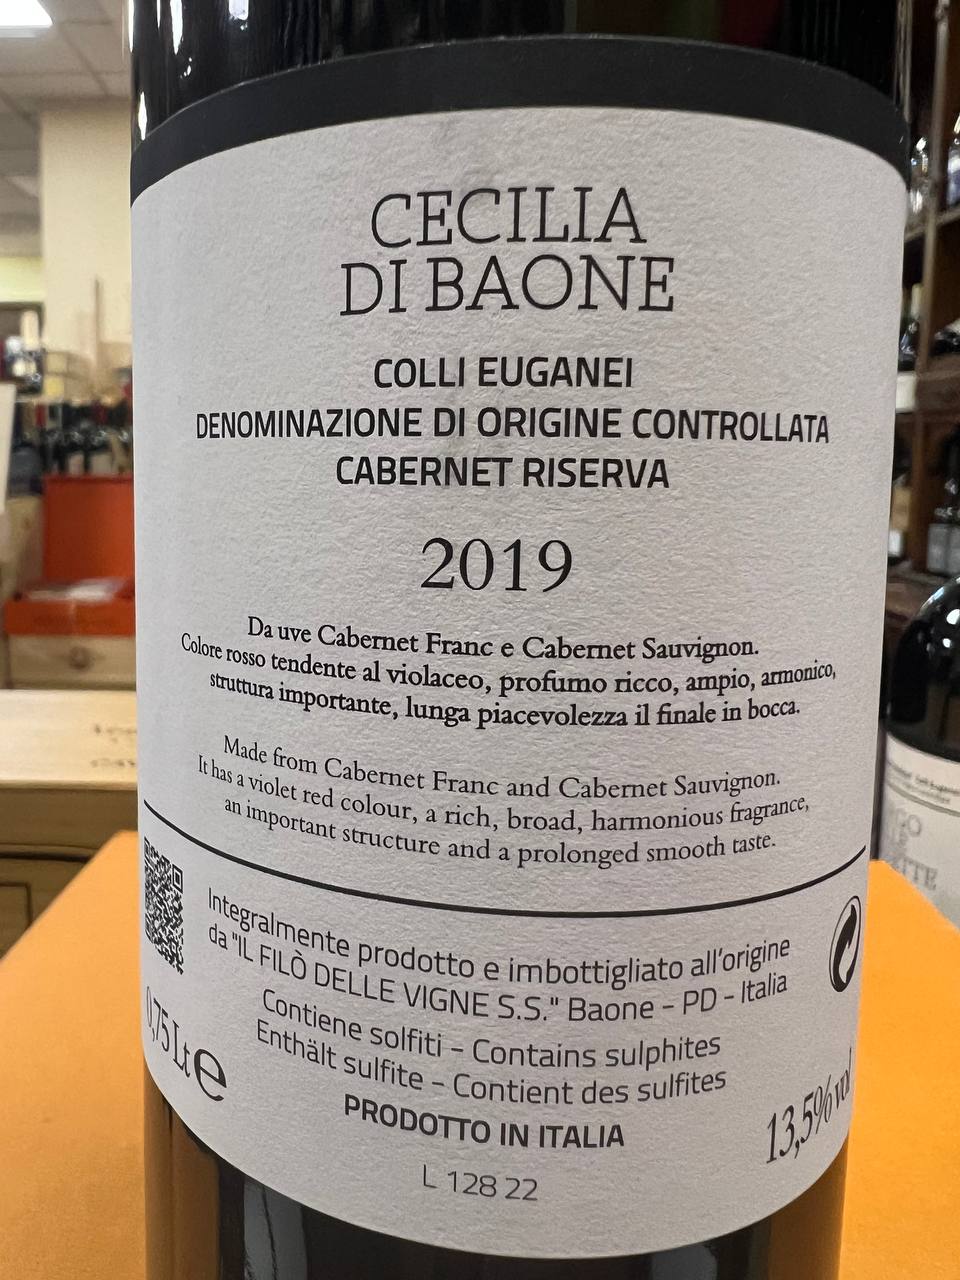 CECILIA
DI BAONE
COLLI EUGANEI
DENOMINAZIONE DI ORIGINE CONTROLLATA
CABERNET RISERVA
2019
Da uve Cabernet Franc e Cabernet Sauvignon.
Colore rosso tendente al violaceo, profumo ricco, ampio, armonico,
struttura importante, lunga piacevolezza il finale in bocca.
Made from Cabernet Franc and Cabernet Sauvignon.
It has a violet red colour, a rich, broad, harmonious fragrance,
an important structure and a prolonged smooth taste.
Integralmente prodotto e imbottigliato all'origine
da "IL FILÒ DELLE VIGNE S.S." Baone - PD - Italia
Contiene solfiti - Contains sulphites
Enthält sulfite - Contient des sulfites
0,75 Lt e
PRODOTTO IN ITALIA
13,5% vol
L 128 22